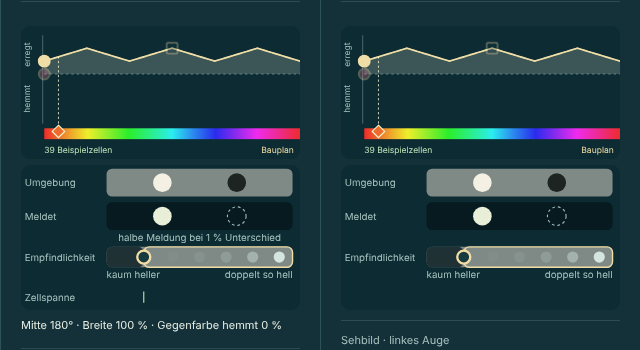 erregt
hemmt
39 Beispielzellen
Bauplan
Umgebung
Meldet
halbe Meldung bei 1 % Unterschied
Empfindlichkeit
kaum heller
doppelt so hell
Zellspanne
Mitte 180° · Breite 100 % · Gegenfarbe hemmt 0 %
erregt
hemmt
39 Beispielzellen
Bauplan
Umgebung
Meldet
Empfindlichkeit
kaum heller
doppelt so hell
Sehbild · linkes Auge